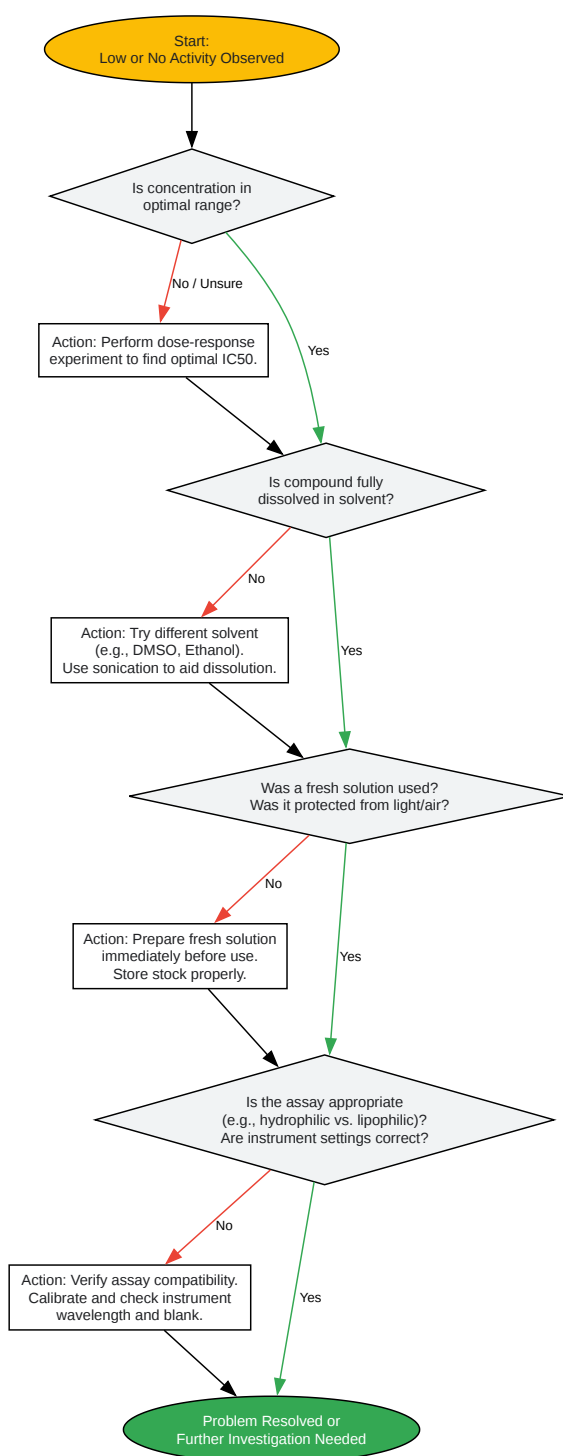 Start:
Low or No Activity Observed
Is concentration in
optimal range?
No / Unsure
Action: Perform dose-response
experiment to find optimal IC50.
Yes
Is compound fully
dissolved in solvent?
No
Action: Try different solvent
(e.g., DMSO, Ethanol).
Use sonication to aid dissolution.
Yes
Was a fresh solution used?
Was it protected from light/air?
No
Action: Prepare fresh solution
immediately before use.
Store stock properly.
Yes
Is the assay appropriate
(e.g., hydrophilic vs. lipophilic)?
Are instrument settings correct?
No
Action: Verify assay compatibility.
Calibrate and check instrument
wavelength and blank.
Yes
Problem Resolved or
Further Investigation Needed